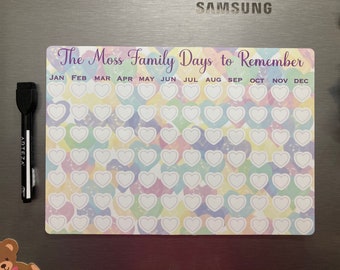 SAMSUNG
The Moss Family Days to Remember
JAN FEB MAR APR MAY JUN JUL AUG SEP OCT NOV DEC